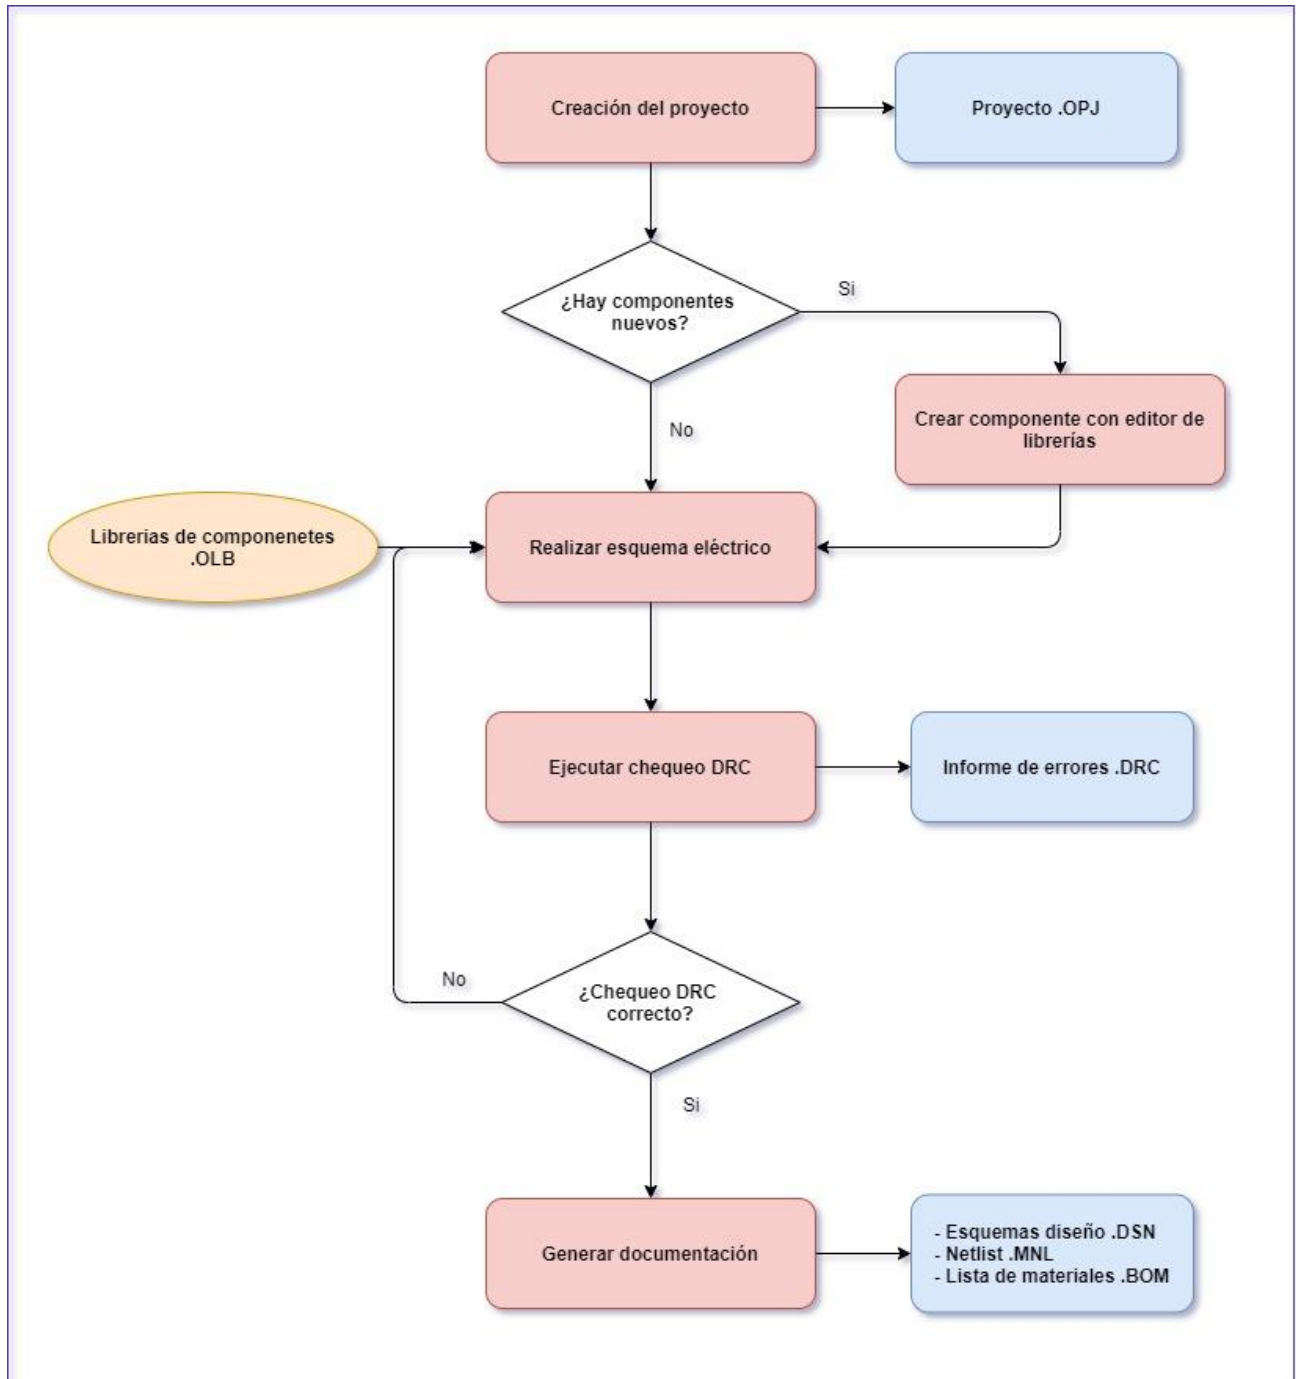 Creación del proyecto
Proyecto .OPJ
¿Hay componentes
nuevos?
Si
Crear componente con editor de
librerías
No
Librerias de componenetes
.OLB
Realizar esquema eléctrico
Ejecutar chequeo DRC
Informe de errores .DRC
No
¿Chequeo DRC
correcto?
Si
Generar documentación
- Esquemas diseño .DSN
- Netlist .MNL
- Lista de materiales .BOM